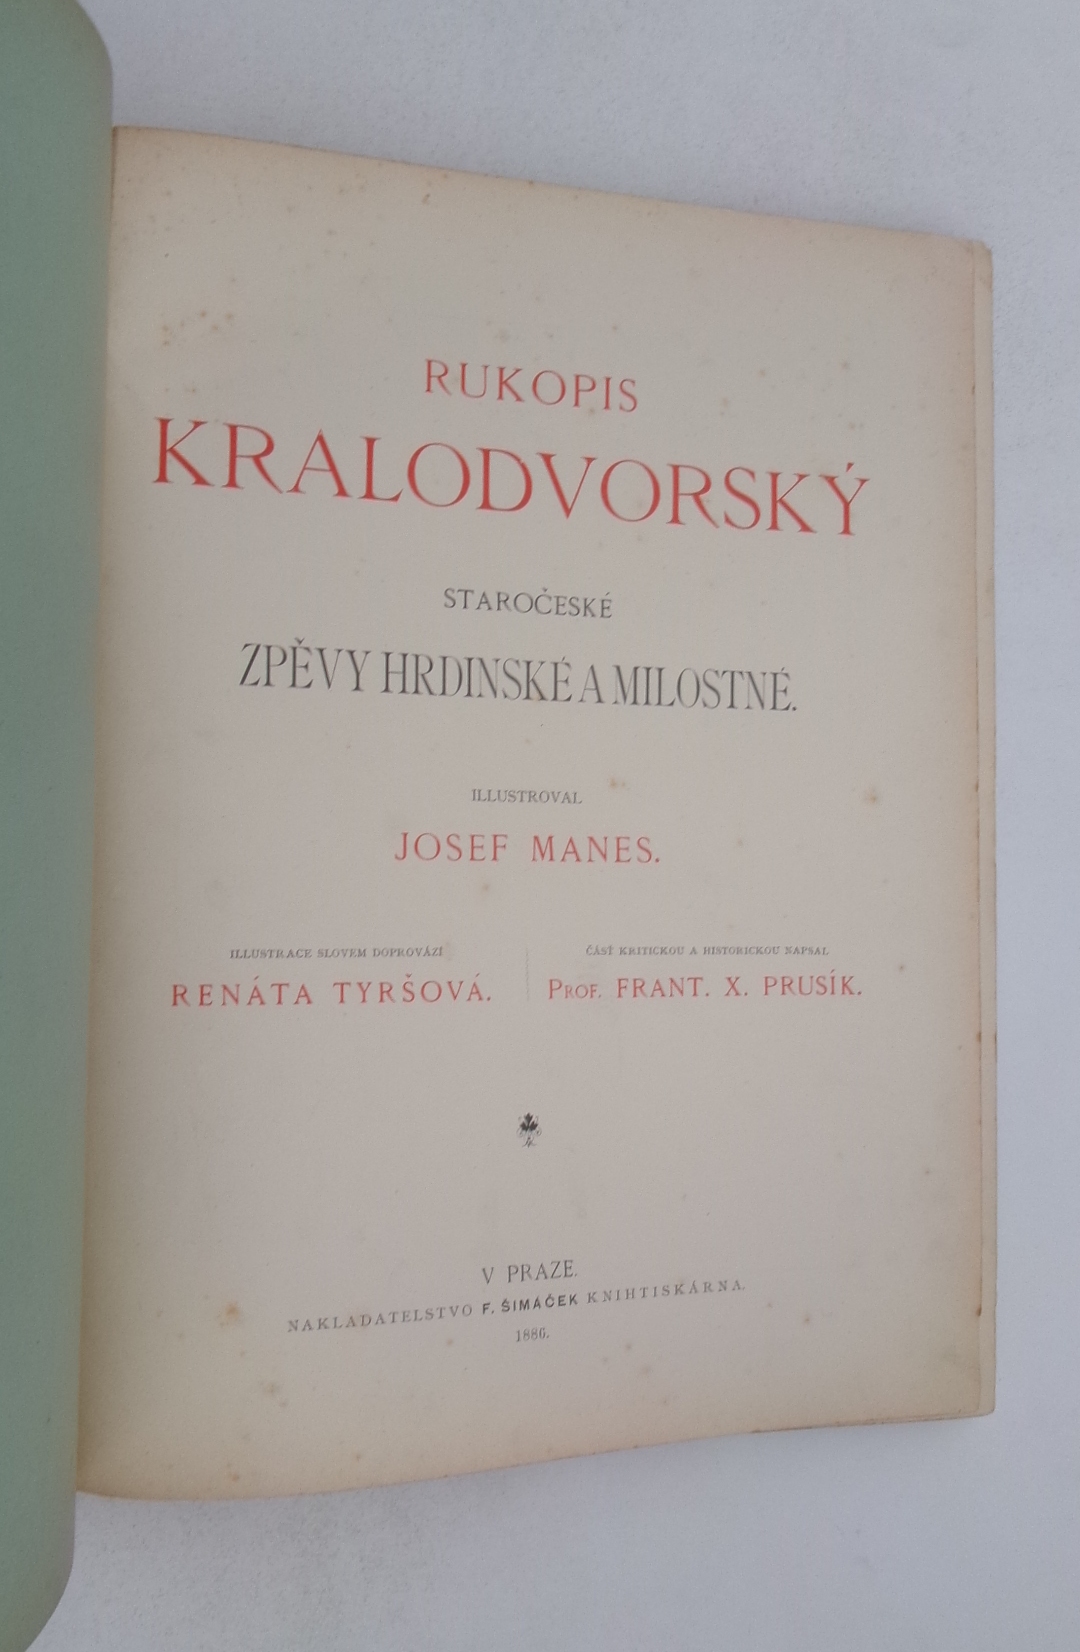 RUKOPIS
KRALODVORSKÝ
STAROČESKÉ
ZPĚVY HRDINSKÉ A MILOSTNÉ.
ILLUSTROVAL
JOSEF MANES.
ILLUSTRACE SLOVEM DOPROVÁZÍ
RENÁTA TYRŠOVÁ.
ČÁSŤ KRITICKOU A HISTORICKOU NAPSAL
PROF. FRANT. X. PRUSÍK.
V PRAZE.
NAKLADATELSTVO F. ŠIMÁČEK KNIHTISKÁRNA.
1886.